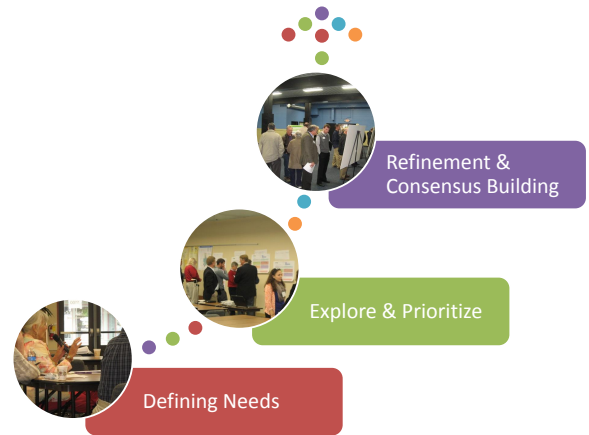 Refinement &
Consensus Building
Explore & Prioritize
Defining Needs